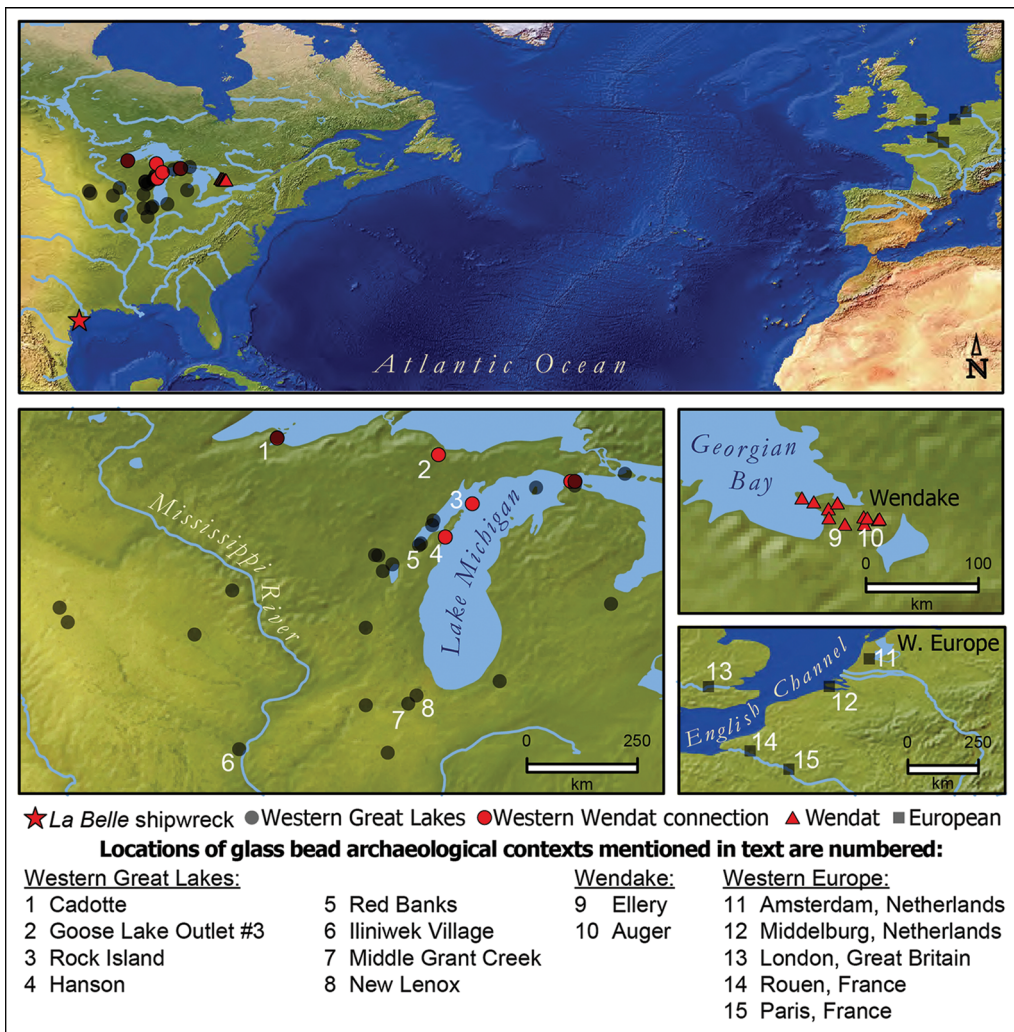 Atlantic Ocean
N
1
2
3
4
5
6
7
8
Mississippi River
Lake Michigan
0 250
km
Georgian
Bay
Wendake
9 10
0 100
km
W. Europe
English Channel
11
12
13
14
15
0 250
km
La Belle shipwreck Western Great Lakes Western Wendat connection Wendat European
Locations of glass bead archaeological contexts mentioned in text are numbered:
Western Great Lakes:
1 Cadotte
2 Goose Lake Outlet #3
3 Rock Island
4 Hanson
5 Red Banks
6 Iliniwek Village
7 Middle Grant Creek
8 New Lenox
Wendake:
9 Ellery
10 Auger
Western Europe:
11 Amsterdam, Netherlands
12 Middelburg, Netherlands
13 London, Great Britain
14 Rouen, France
15 Paris, France